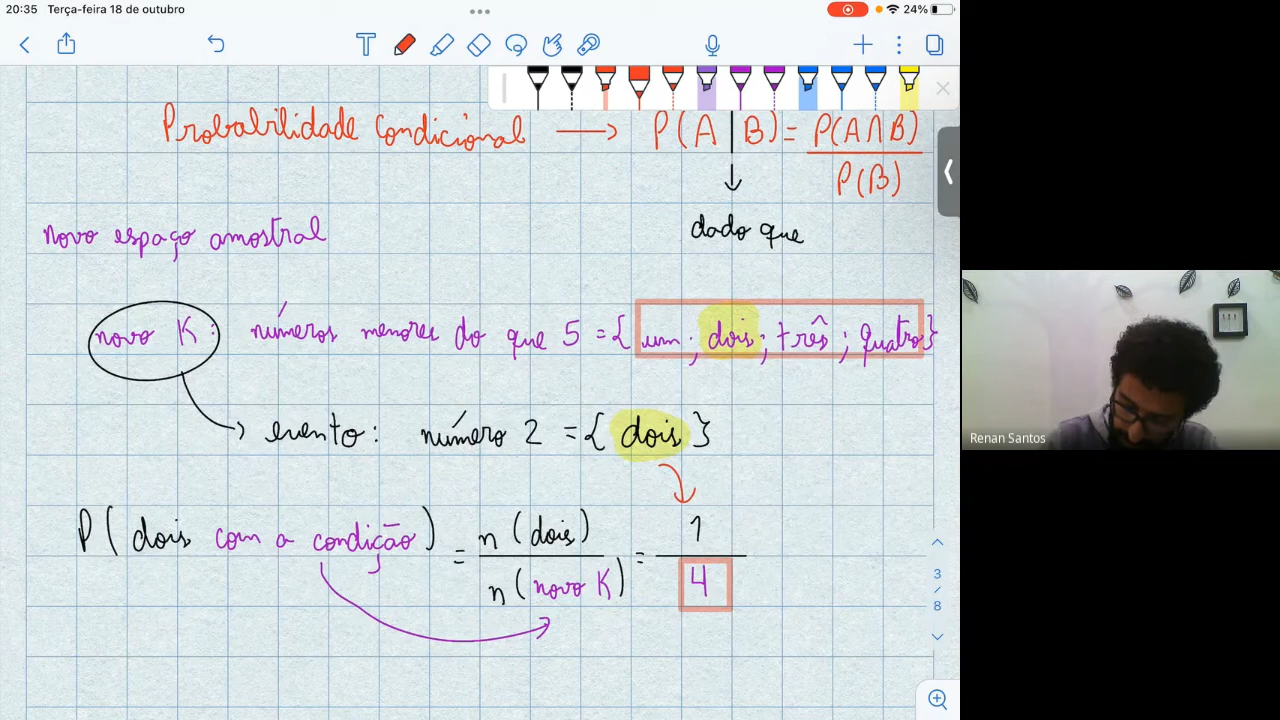 20:35 Terça-feira 18 de outubro
24%
Probabilidade Condicional → P(A | B) = P(A∩B) / P(B)
dado que
novo espaço amostral
novo K: números menores do que 5 = { um ; dois ; três ; quatro }
evento: número 2 = { dois }
P( dois com a condição ) = n (dois) / n (novo K) = 1 / 4
3 / 8
Renan Santos